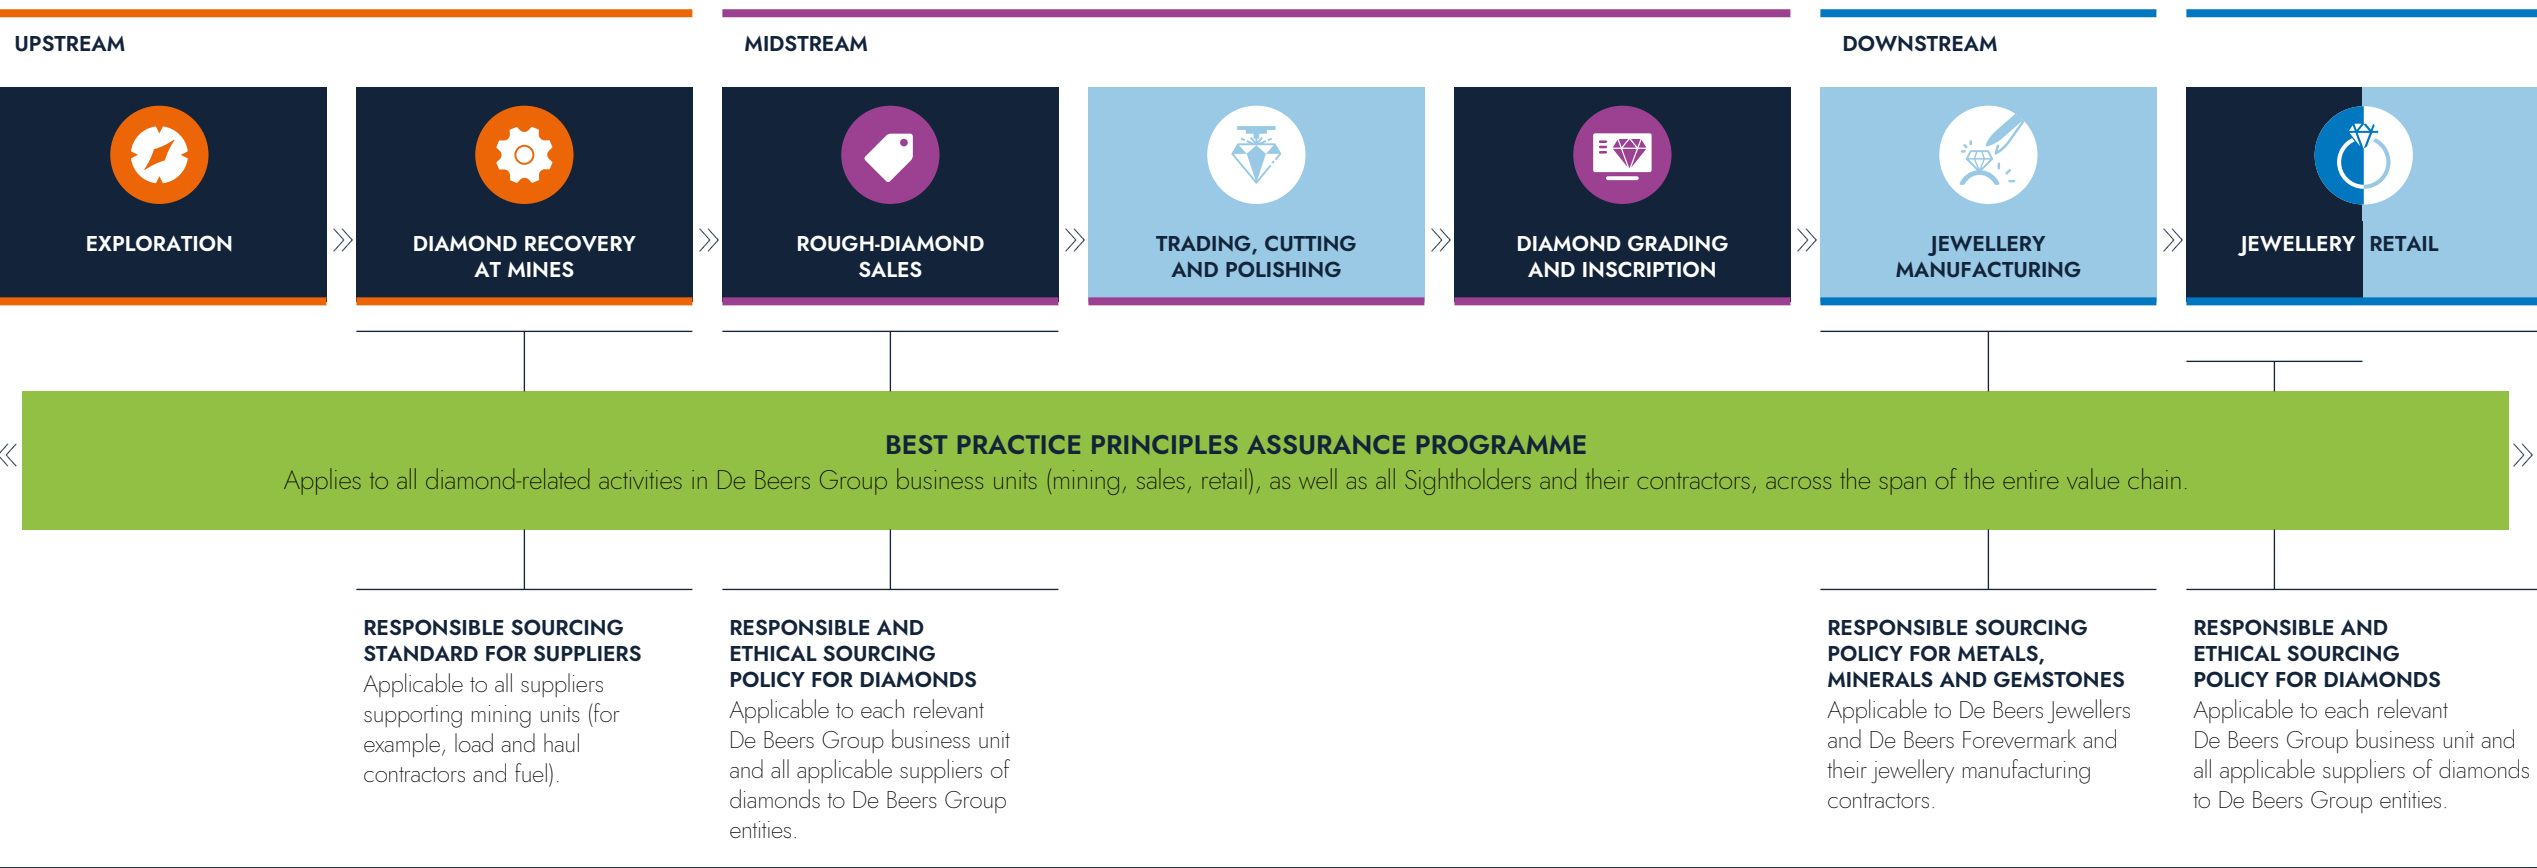 UPSTREAM
MIDSTREAM
DOWNSTREAM
EXPLORATION
DIAMOND RECOVERY
AT MINES
ROUGH-DIAMOND
SALES
TRADING, CUTTING
AND POLISHING
DIAMOND GRADING
AND INSCRIPTION
JEWELLERY
MANUFACTURING
JEWELLERY RETAIL
BEST PRACTICE PRINCIPLES ASSURANCE PROGRAMME
Applies to all diamond-related activities in De Beers Group business units (mining, sales, retail), as well as all Sightholders and their contractors, across the span of the entire value chain.
RESPONSIBLE SOURCING
STANDARD FOR SUPPLIERS
Applicable to all suppliers
supporting mining units (for
example, load and haul
contractors and fuel).
RESPONSIBLE AND
ETHICAL SOURCING
POLICY FOR DIAMONDS
Applicable to each relevant
De Beers Group business unit
and all applicable suppliers of
diamonds to De Beers Group
entities.
RESPONSIBLE SOURCING
POLICY FOR METALS,
MINERALS AND GEMSTONES
Applicable to De Beers Jewellers
and De Beers Forevermark and
their jewellery manufacturing
contractors.
RESPONSIBLE AND
ETHICAL SOURCING
POLICY FOR DIAMONDS
Applicable to each relevant
De Beers Group business unit and
all applicable suppliers of diamonds
to De Beers Group entities.